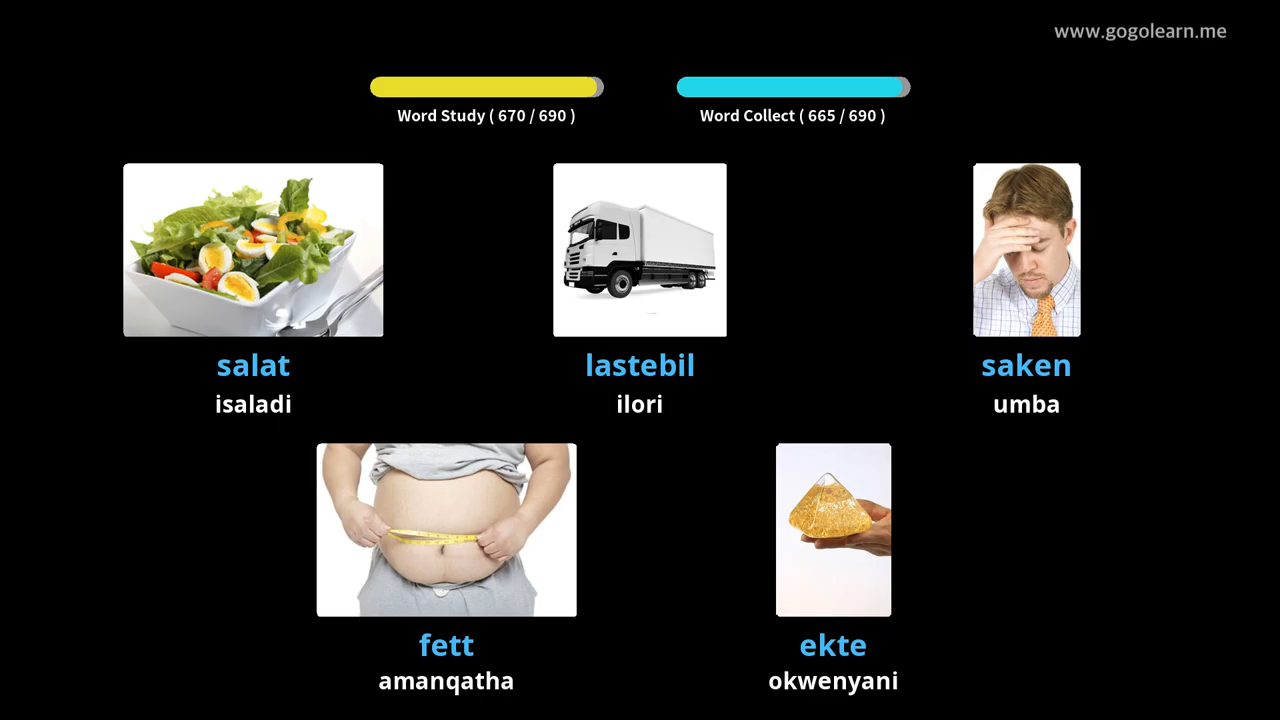 www.gogolearn.me
Word Study ( 670 / 690 )
Word Collect ( 665 / 690 )
salat
lastebil
saken
isaladi
ilori
umba
fett
ekte
amanqatha
okwenyani